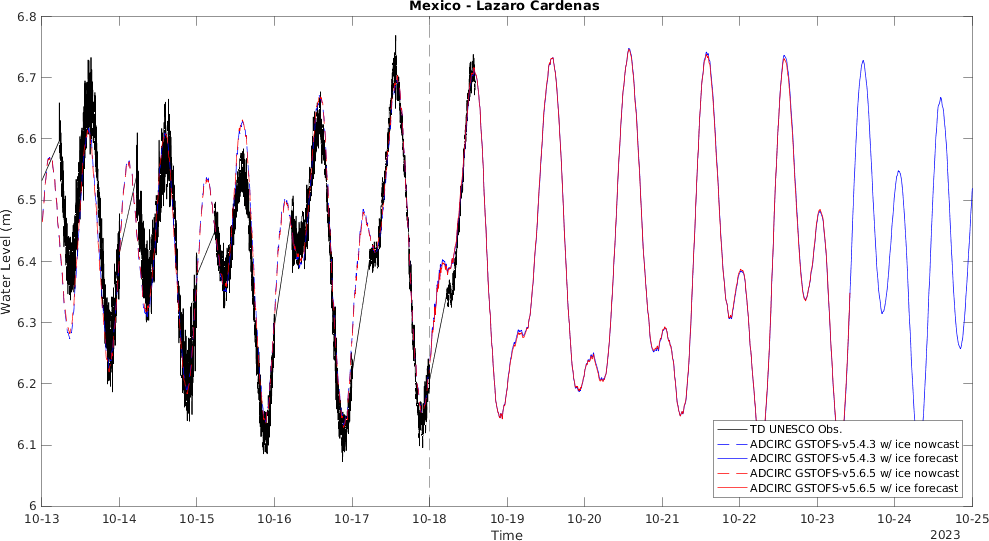 Mexico - Lazaro Cardenas
Water Level (m)
6.8
6.7
6.6
6.5
6.4
6.3
6.2
6.1
6
TD UNESCO Obs.
ADCIRC GSTOFS-v5.4.3 w/ ice nowcast
ADCIRC GSTOFS-v5.4.3 w/ ice forecast
ADCIRC GSTOFS-v5.6.5 w/ ice nowcast
ADCIRC GSTOFS-v5.6.5 w/ ice forecast
10-13 10-14 10-15 10-16 10-17 10-18 10-19 10-20 10-21 10-22 10-23 10-24 10-25
Time
2023